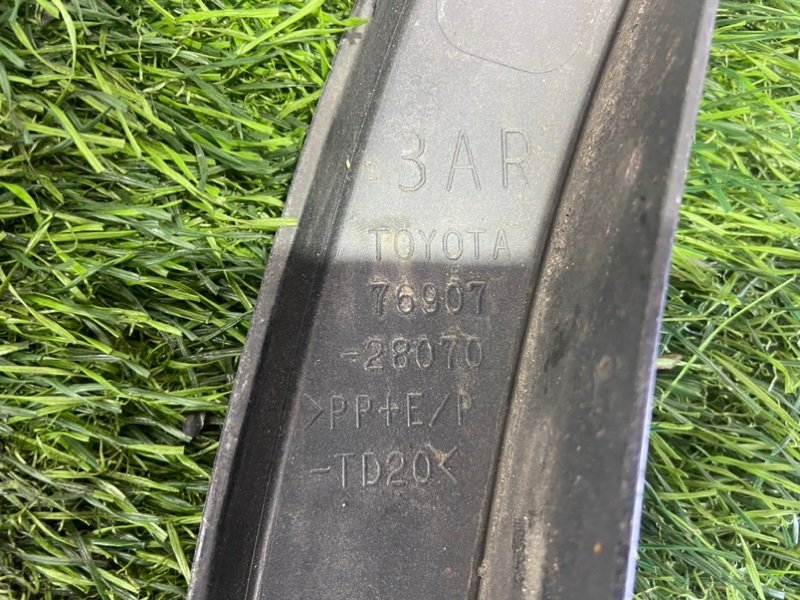 3AR
TOYOTA
76907
-28070
>PP+E/P
-TD20<